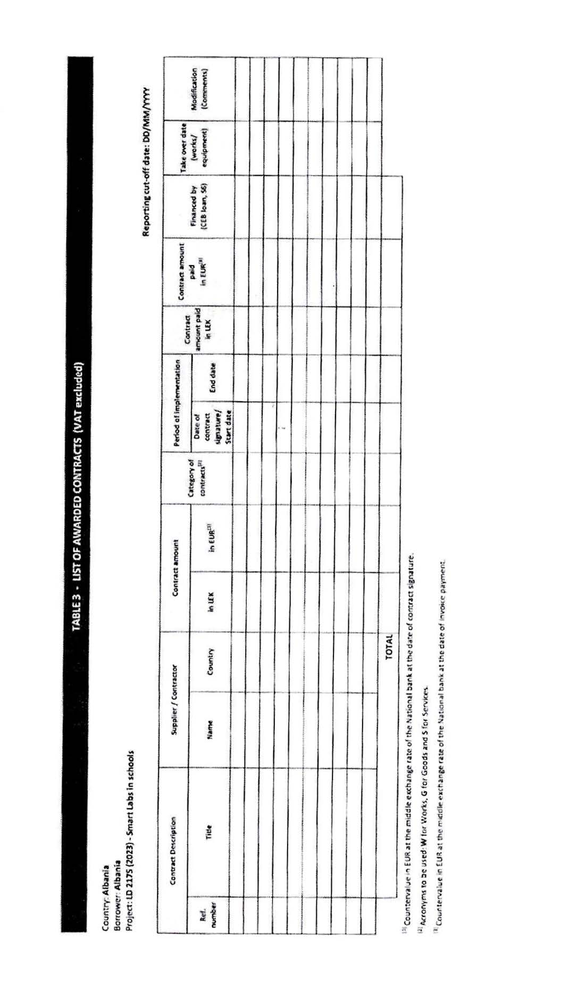 TABLE 3 - LIST OF AWARDED CONTRACTS (VAT excluded)
Country: Albania
Borrower: Albania
Project: LD 2175 (2023) - Smart Labs in schools
Reporting cut-off date: DD/MM/YYYY
Contract Description
Supplier / Contractor
Contract amount
Category of
contracts[2]
Period of implementation
Contract
amount paid
in LEK
Contract amount
paid
in EUR[3]
Financed by
(CEB loan, S6)
Take over date
(works/
equipment)
Modification
(Comments)
Ref.
number
Title
Name
Country
in LEK
in EUR[1]
Date of
contract
signature/
Start date
End date
TOTAL
[1] Countervalue in EUR at the middle exchange rate of the National bank at the date of contract signature.
[2] Acronyms to be used: W for Works, G for Goods and S for Services.
[3] Countervalue in EUR at the middle exchange rate of the National bank at the date of invoice payment.